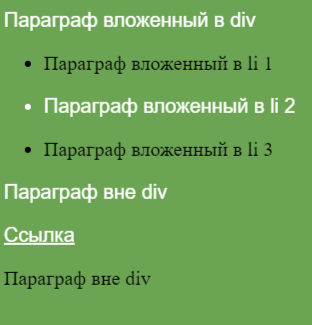 Параграф вложенный в div
Параграф вложенный в li 1
Параграф вложенный в li 2
Параграф вложенный в li 3
Параграф вне div
Ссылка
Параграф вне div